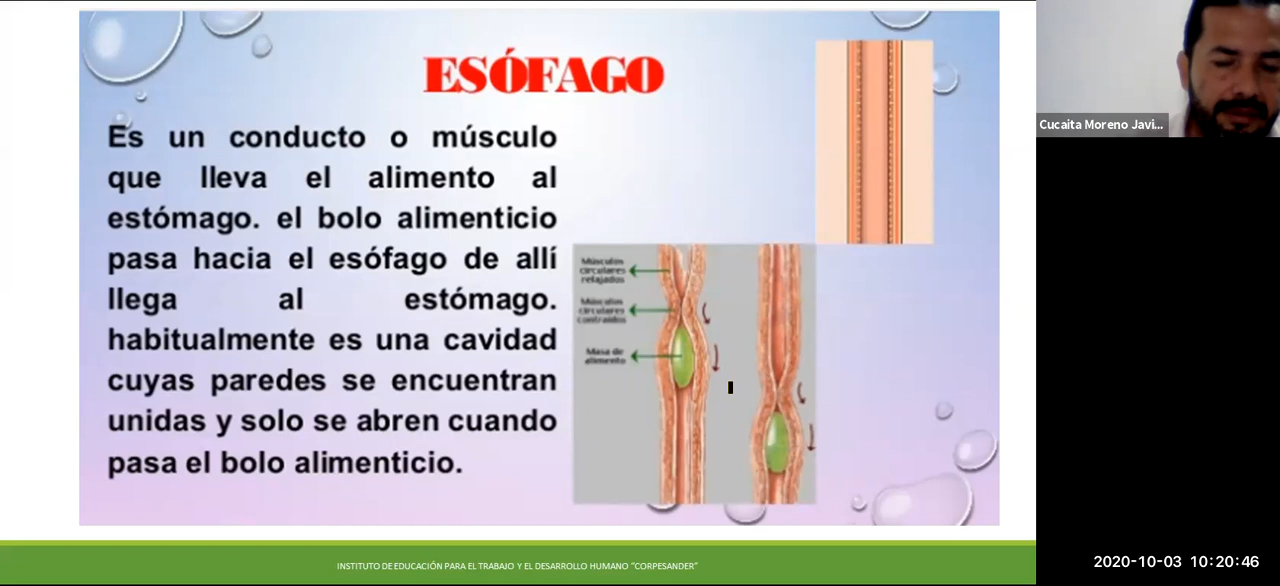 ESÓFAGO
Es un conducto o músculo
que lleva el alimento al
estómago. el bolo alimenticio
pasa hacia el esófago de allí
llega al estómago.
habitualmente es una cavidad
cuyas paredes se encuentran
unidas y solo se abren cuando
pasa el bolo alimenticio.
Músculos
circulares
relajados
Músculos
circulares
contraídos
Masa de
alimento
Cucaita Moreno Javi...
INSTITUTO DE EDUCACIÓN PARA EL TRABAJO Y EL DESARROLLO HUMANO “CORPESANDER”
2020-10-03 10:20:46